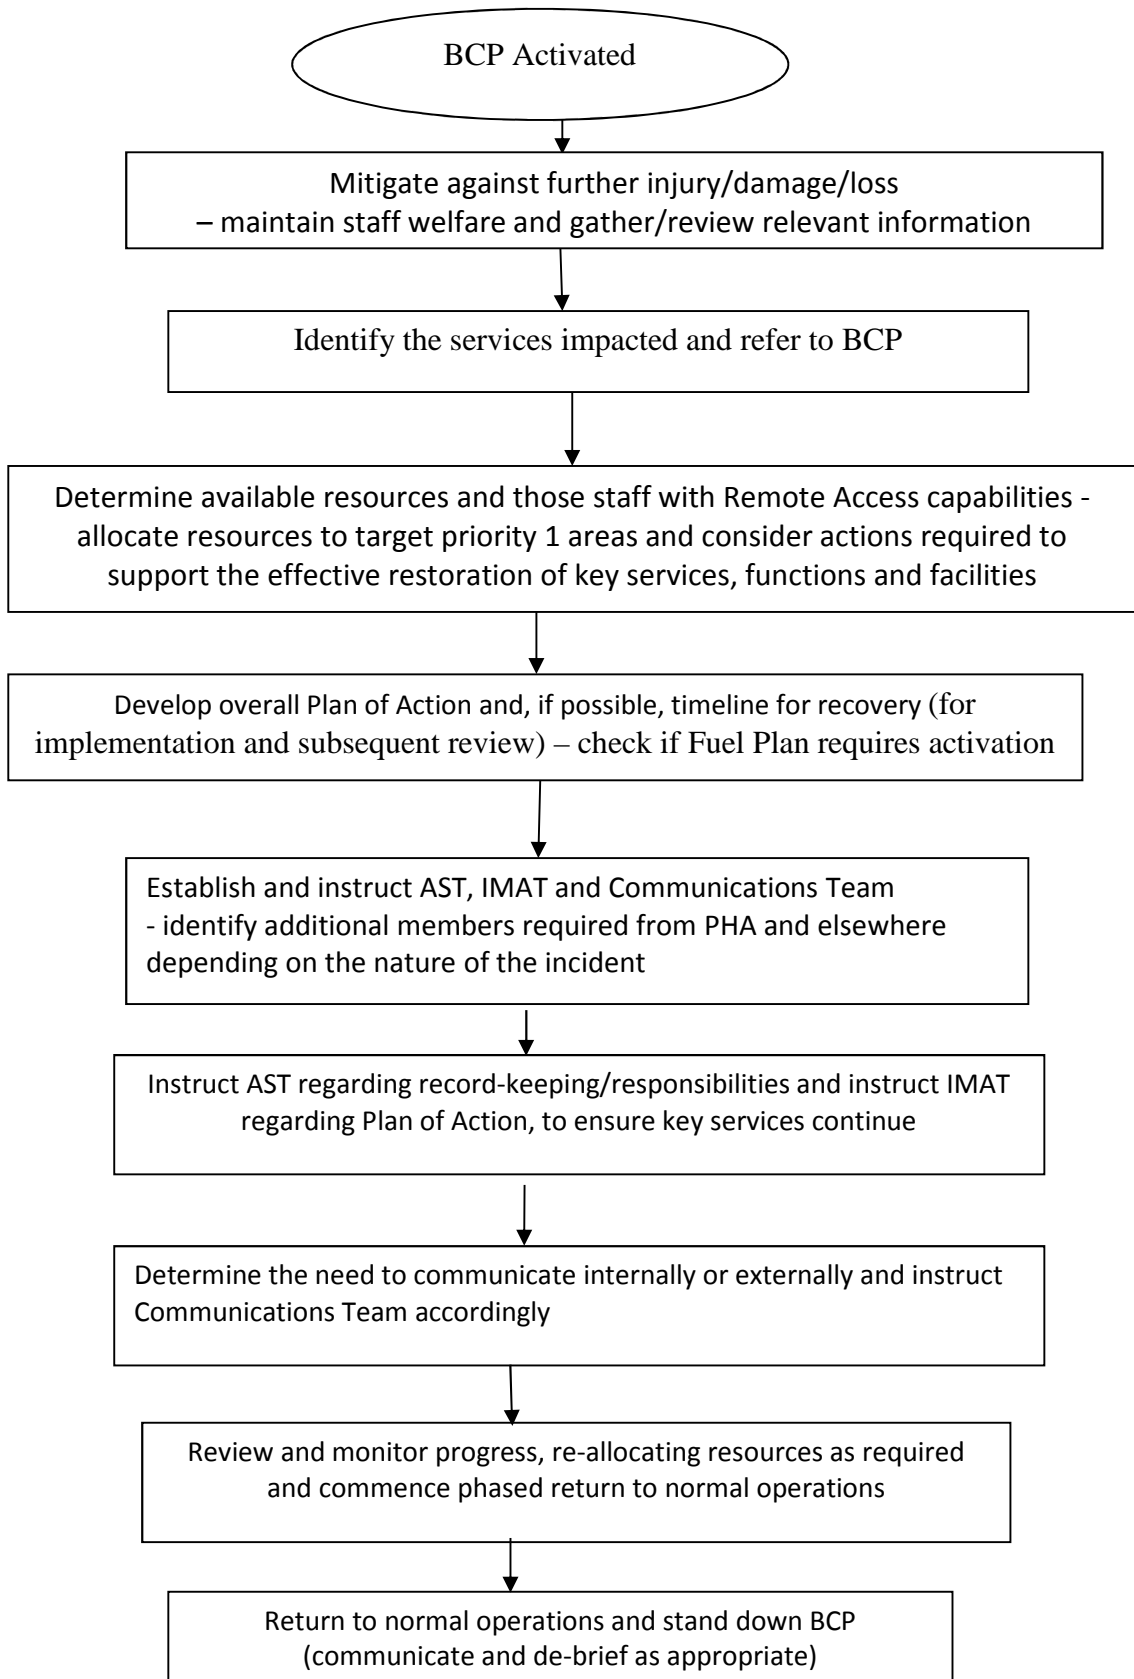 BCP Activated
Mitigate against further injury/damage/loss
– maintain staff welfare and gather/review relevant information
Identify the services impacted and refer to BCP
Determine available resources and those staff with Remote Access capabilities -
allocate resources to target priority 1 areas and consider actions required to
support the effective restoration of key services, functions and facilities
Develop overall Plan of Action and, if possible, timeline for recovery (for
implementation and subsequent review) – check if Fuel Plan requires activation
Establish and instruct AST, IMAT and Communications Team
- identify additional members required from PHA and elsewhere
depending on the nature of the incident
Instruct AST regarding record-keeping/responsibilities and instruct IMAT
regarding Plan of Action, to ensure key services continue
Determine the need to communicate internally or externally and instruct
Communications Team accordingly
Review and monitor progress, re-allocating resources as required
and commence phased return to normal operations
Return to normal operations and stand down BCP
(communicate and de-brief as appropriate)